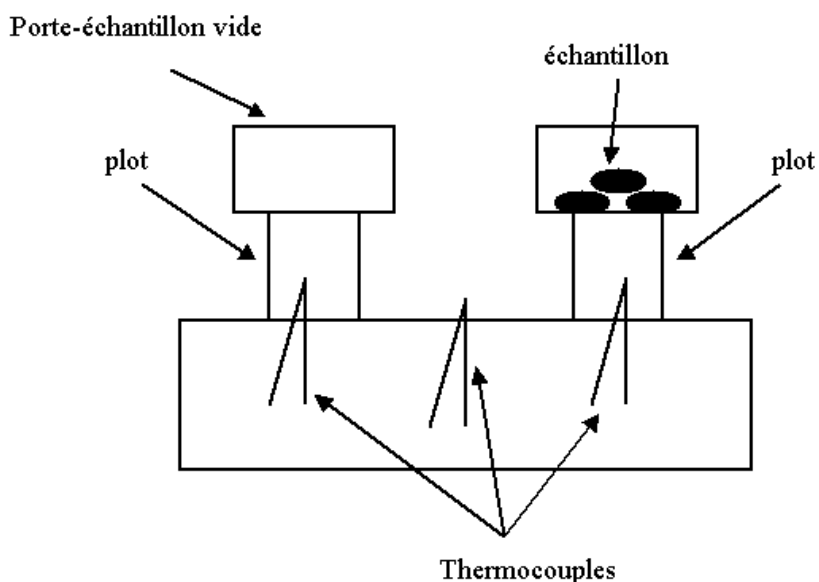 Porte-échantillon vide
échantillon
plot
plot
Thermocouples